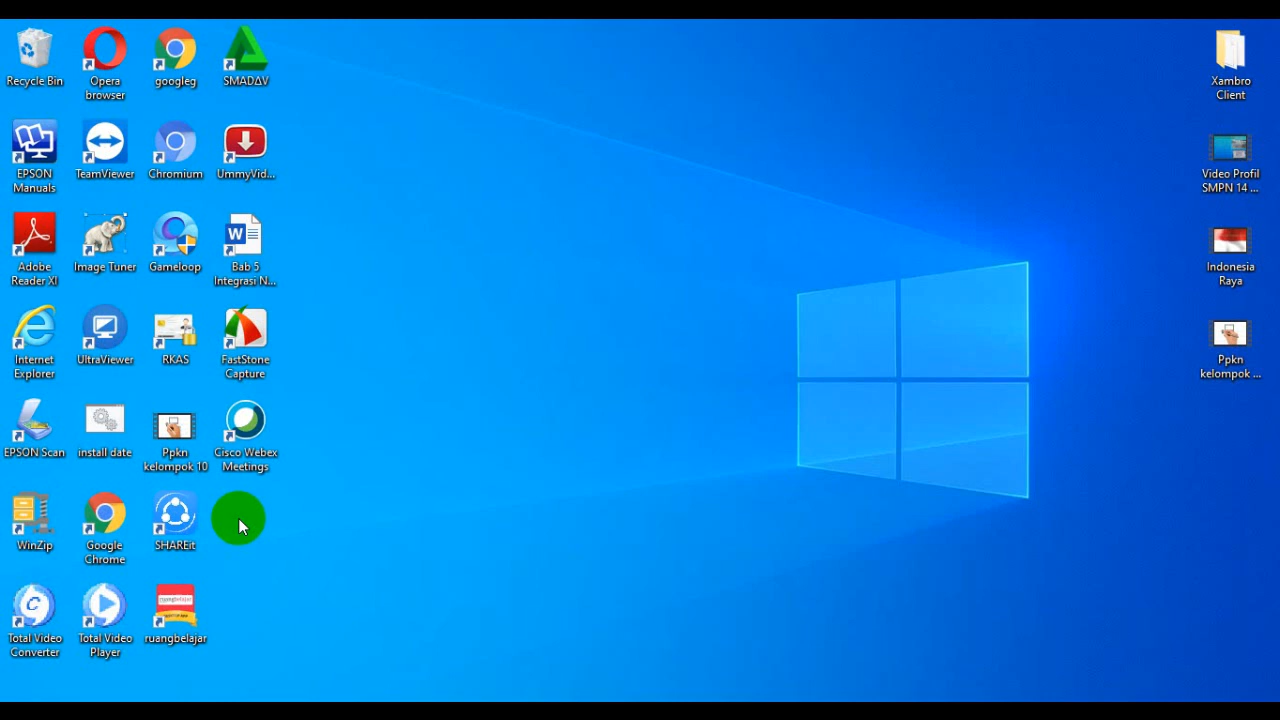 Recycle Bin
Opera
browser
googleg
SMADΔV
EPSON
Manuals
TeamViewer
Chromium
UmmyVid...
Adobe
Reader XI
Image Tuner
Gameloop
Bab 5
Integrasi N...
Internet
Explorer
UltraViewer
RKAS
FastStone
Capture
EPSON Scan
install date
Ppkn
kelompok 10
Cisco Webex
Meetings
WinZip
Google
Chrome
SHAREit
Total Video
Converter
Total Video
Player
ruangbelajar
ruangbelajar
Xambro
Client
Video Profil
SMPN 14 ...
Indonesia
Raya
Ppkn
kelompok ...